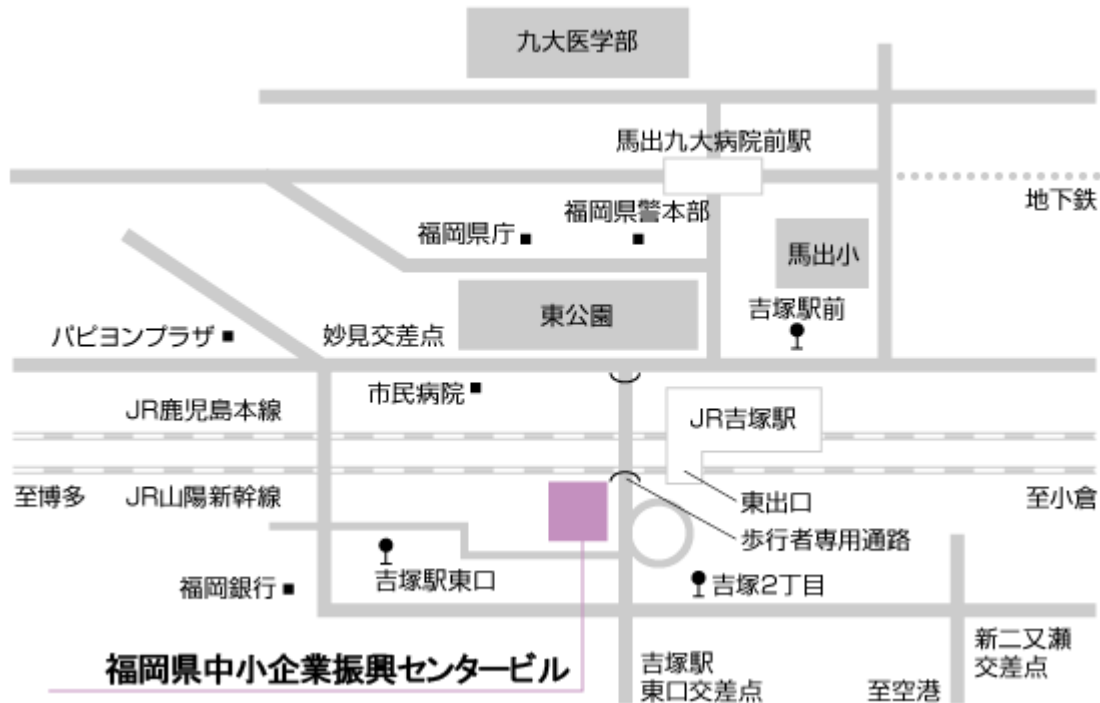 九大医学部
馬出九大病院前駅
地下鉄
福岡県警本部
福岡県庁
馬出小
東公園
吉塚駅前
パピヨンプラザ
妙見交差点
市民病院
JR鹿児島本線
JR吉塚駅
至博多
JR山陽新幹線
東出口
至小倉
歩行者専用通路
吉塚駅東口
福岡銀行
吉塚2丁目
福岡県中小企業振興センタービル
吉塚駅
東口交差点
新二又瀬
交差点
至空港